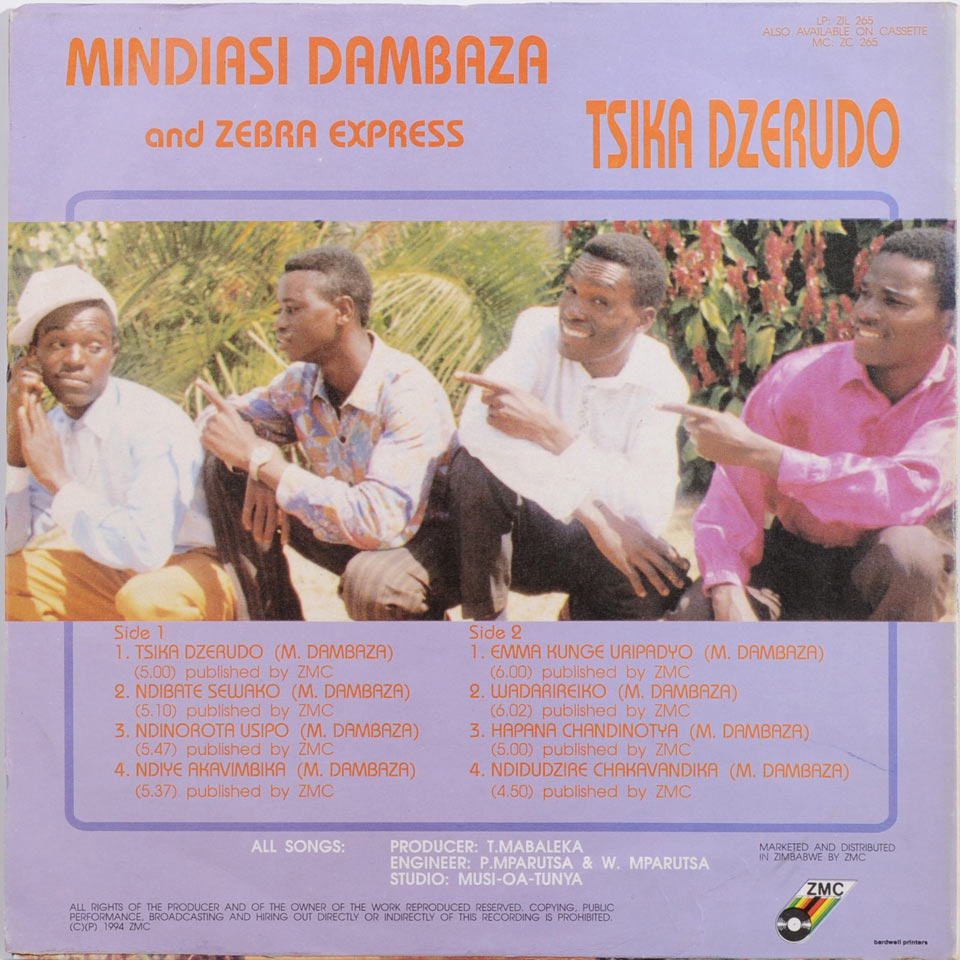 LP: ZIL 265
ALSO AVAILABLE ON CASSETTE
MC. ZC 265
MINDIASI DAMBAZA
and ZEBRA EXPRESS
TSIKA DZERUDO
Side 1
1. TSIKA DZERUDO (M. DAMBAZA)
(5.00) published by ZMC
2. NDIBATE SEWAKO (M. DAMBAZA)
(5.10) published by ZMC
3. NDINOROTA USIPO (M. DAMBAZA)
(5.47) published by ZMC
4. NDIYE AKAVIMBIKA (M. DAMBAZA)
(5.37) published by ZMC
Side 2
1. EMMA KUNGE URIPADYO (M. DAMBAZA)
(6.00) published by ZMC
2. WADARIREIKO (M. DAMBAZA)
(6.02) published by ZMC
3. HAPANA CHANDINOTYA (M. DAMBAZA)
(5.00) published by ZMC
4. NDIDUDZIRE CHAKAVANDIKA (M. DAMBAZA)
(4.50) published by ZMC
ALL SONGS: PRODUCER: T.MABALEKA
ENGINEER: P.MPARUTSA & W. MPARUTSA
STUDIO: MUSI-OA-TUNYA
MARKETED AND DISTRIBUTED
IN ZIMBABWE BY ZMC
ALL RIGHTS OF THE PRODUCER AND OF THE OWNER OF THE WORK REPRODUCED RESERVED. COPYING, PUBLIC
PERFORMANCE, BROADCASTING AND HIRING OUT DIRECTLY OR INDIRECTLY OF THIS RECORDING IS PROHIBITED.
(C)(P) 1994 ZMC
ZMC
bardwell printers